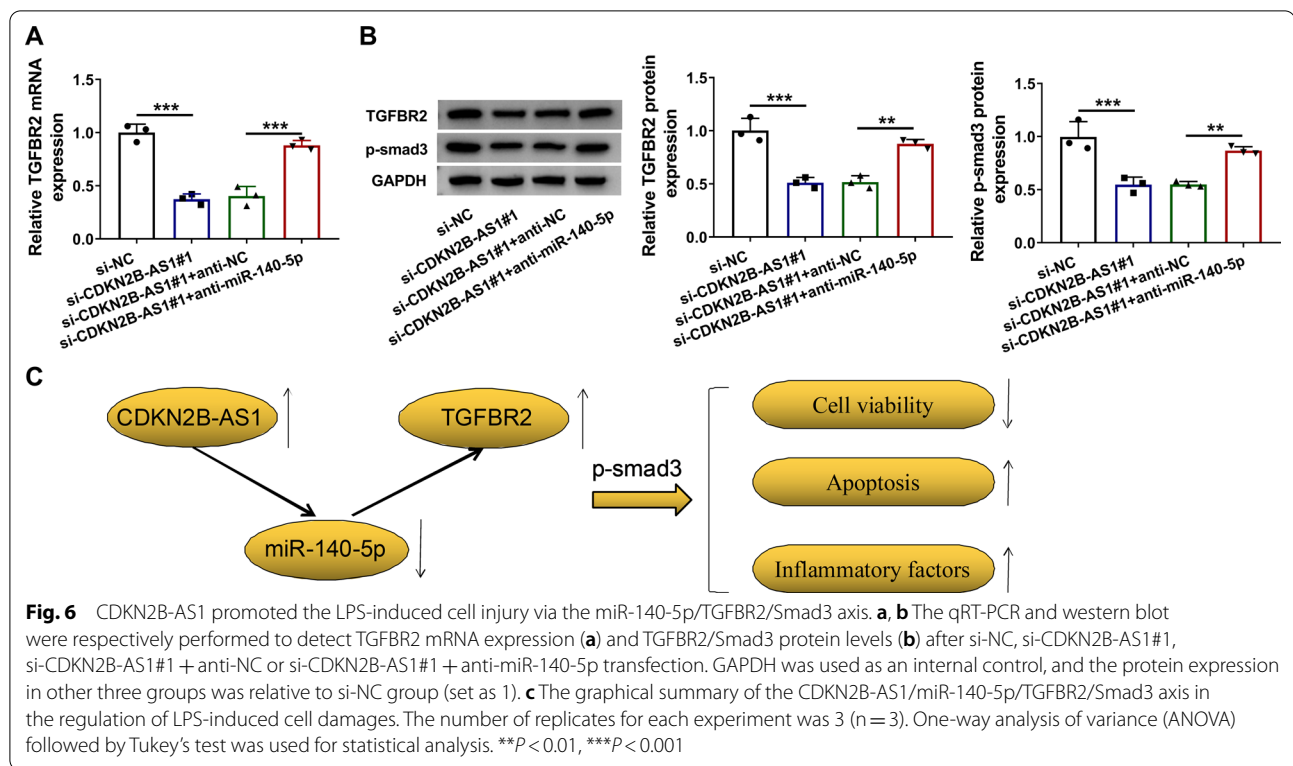 A
Relative TGFBR2 mRNA
expression
1.5
1.0
0.5
0.0
***
***
si-NC
si-CDKN2B-AS1#1
si-CDKN2B-AS1#1+anti-NC
si-CDKN2B-AS1#1+anti-miR-140-5p
B
TGFBR2
p-smad3
GAPDH
si-NC
si-CDKN2B-AS1#1
si-CDKN2B-AS1#1+anti-NC
si-CDKN2B-AS1#1+anti-miR-140-5p
Relative TGFBR2 protein
expression
1.5
1.0
0.5
0.0
***
**
si-NC
si-CDKN2B-AS1#1
si-CDKN2B-AS1#1+anti-NC
si-CDKN2B-AS1#1+anti-miR-140-5p
Relative p-smad3 protein
expression
1.5
1.0
0.5
0.0
***
**
si-NC
si-CDKN2B-AS1#1
si-CDKN2B-AS1#1+anti-NC
si-CDKN2B-AS1#1+anti-miR-140-5p
C
CDKN2B-AS1
TGFBR2
miR-140-5p
p-smad3
Cell viability
Apoptosis
Inflammatory factors
Fig. 6 CDKN2B-AS1 promoted the LPS-induced cell injury via the miR-140-5p/TGFBR2/Smad3 axis. a, b The qRT-PCR and western blot
were respectively performed to detect TGFBR2 mRNA expression (a) and TGFBR2/Smad3 protein levels (b) after si-NC, si-CDKN2B-AS1#1,
si-CDKN2B-AS1#1 + anti-NC or si-CDKN2B-AS1#1 + anti-miR-140-5p transfection. GAPDH was used as an internal control, and the protein expression
in other three groups was relative to si-NC group (set as 1). c The graphical summary of the CDKN2B-AS1/miR-140-5p/TGFBR2/Smad3 axis in
the regulation of LPS-induced cell damages. The number of replicates for each experiment was 3 (n = 3). One-way analysis of variance (ANOVA)
followed by Tukey's test was used for statistical analysis. **P < 0.01, ***P < 0.001